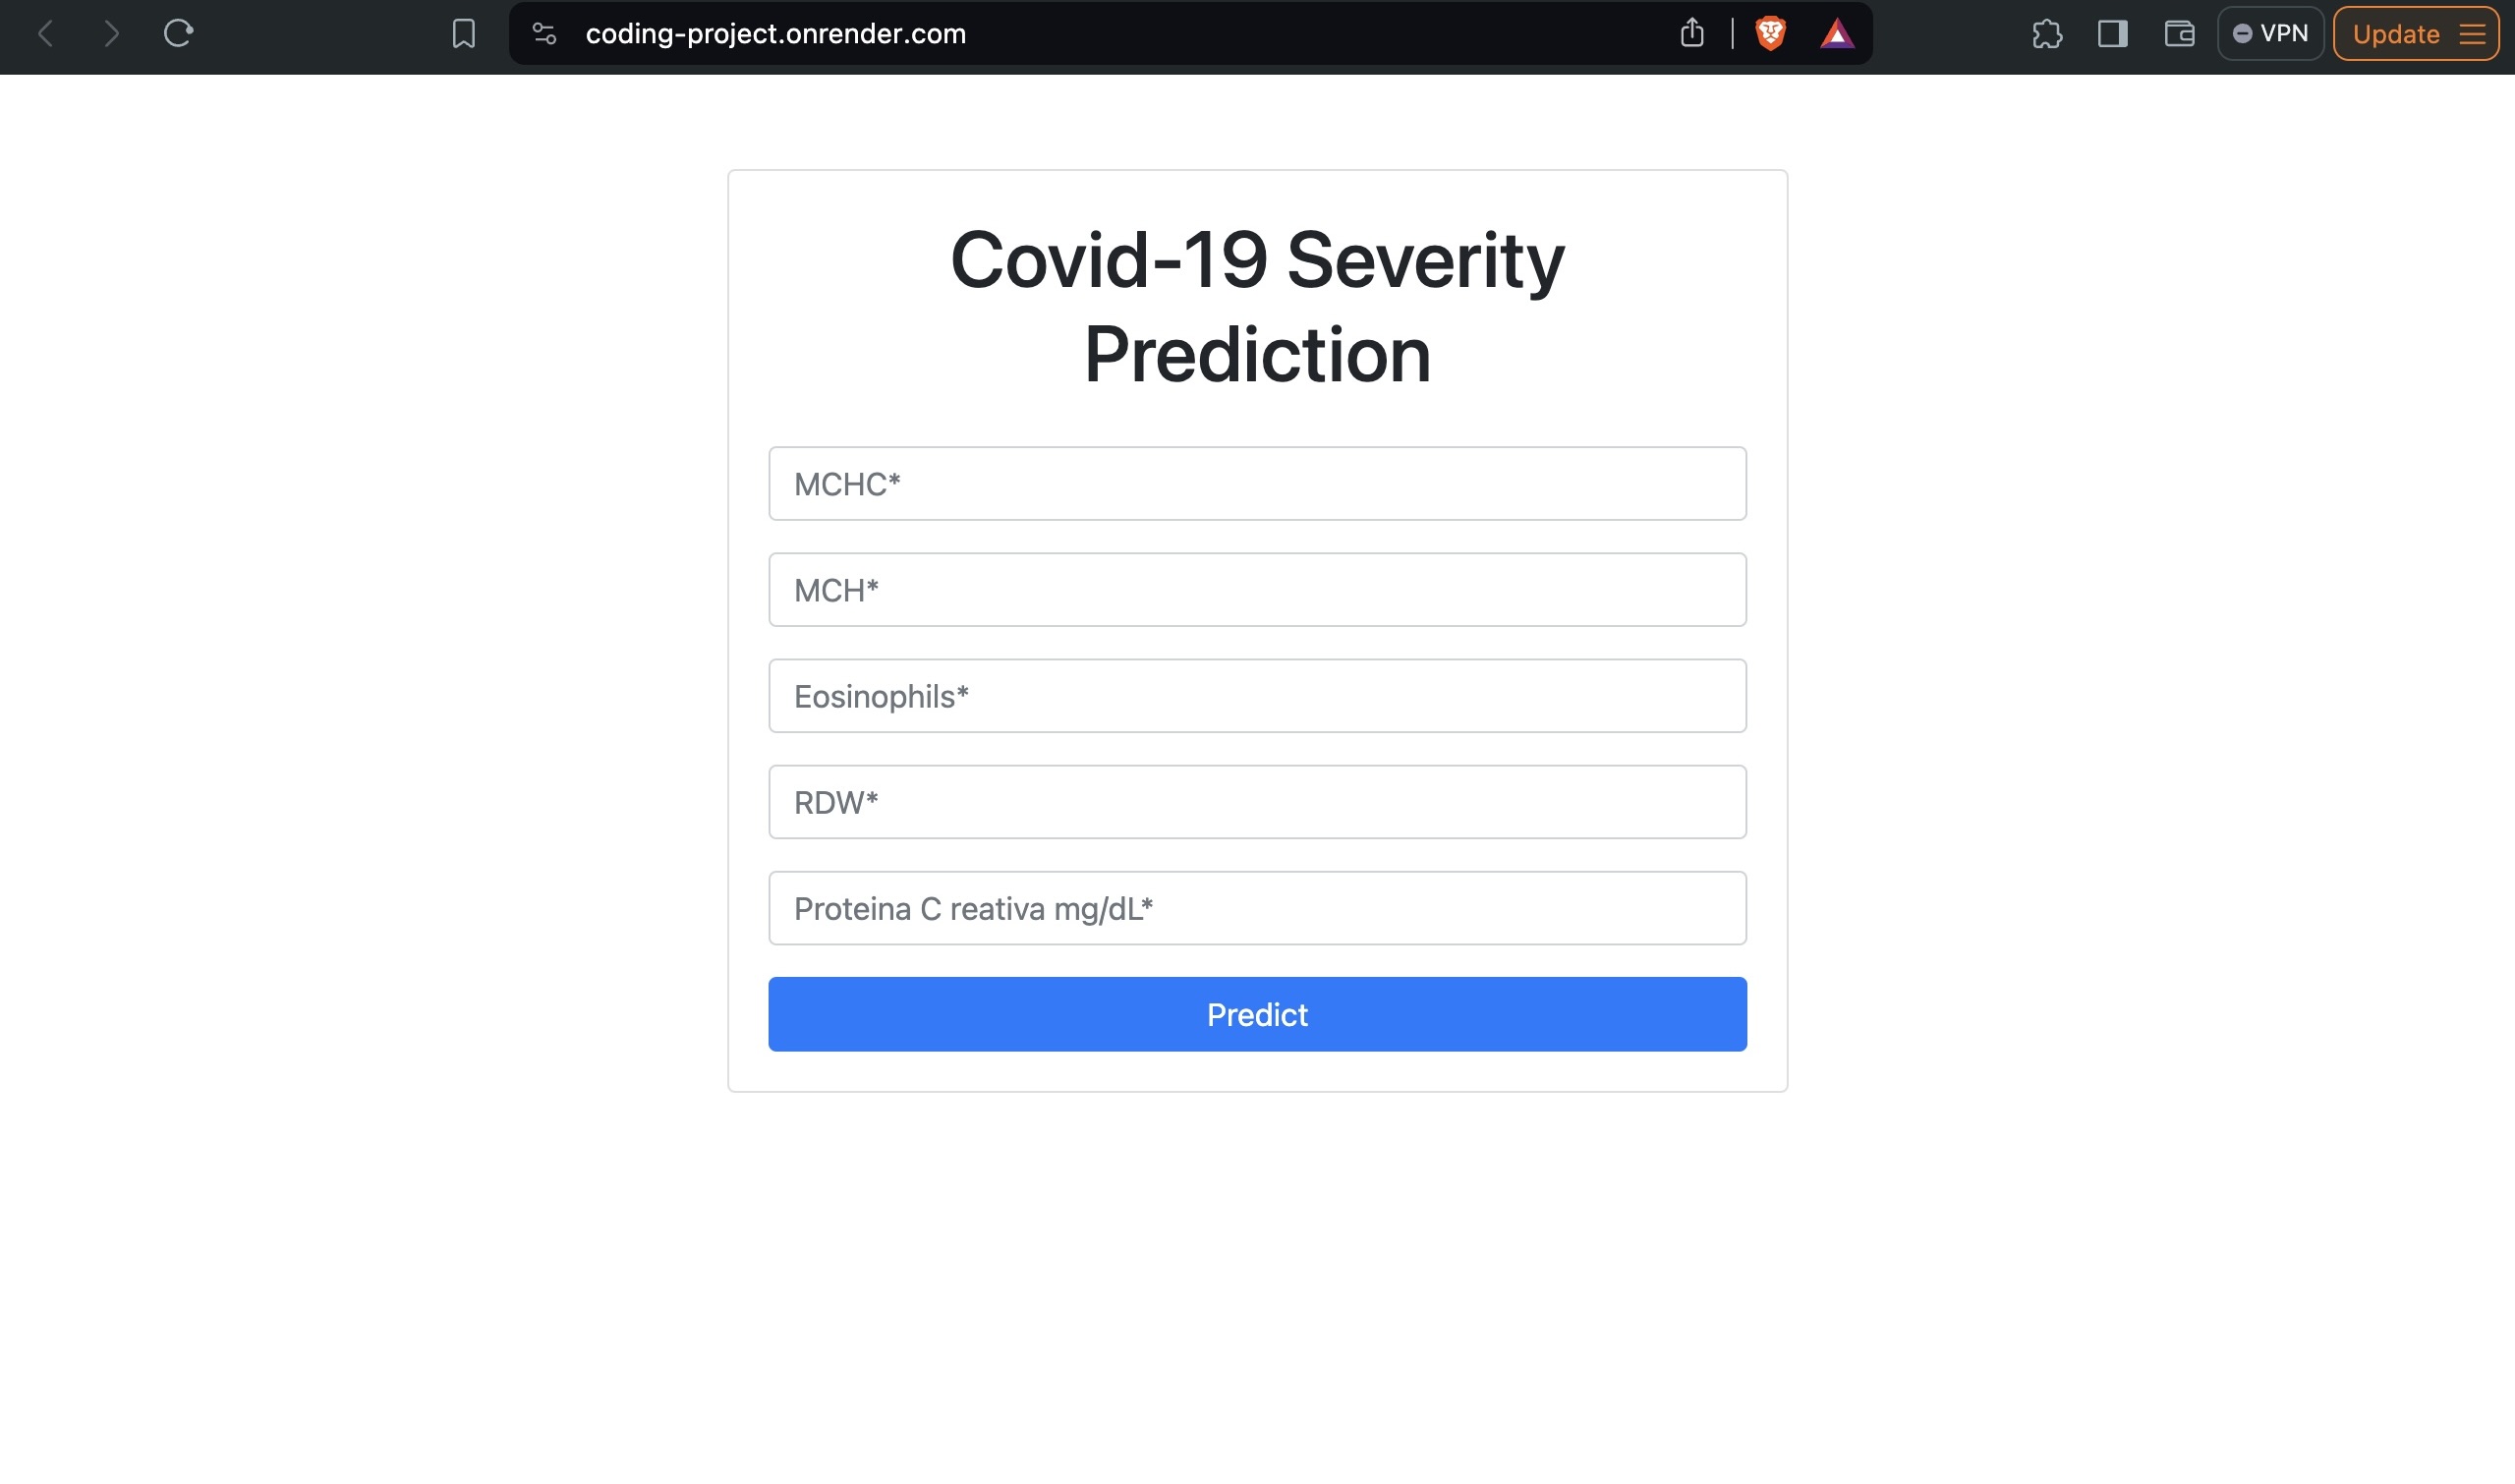 coding-project.onrender.com
VPN
Update
Covid-19 Severity
Prediction
MCHC*
MCH*
Eosinophils*
RDW*
Proteina C reativa mg/dL*
Predict